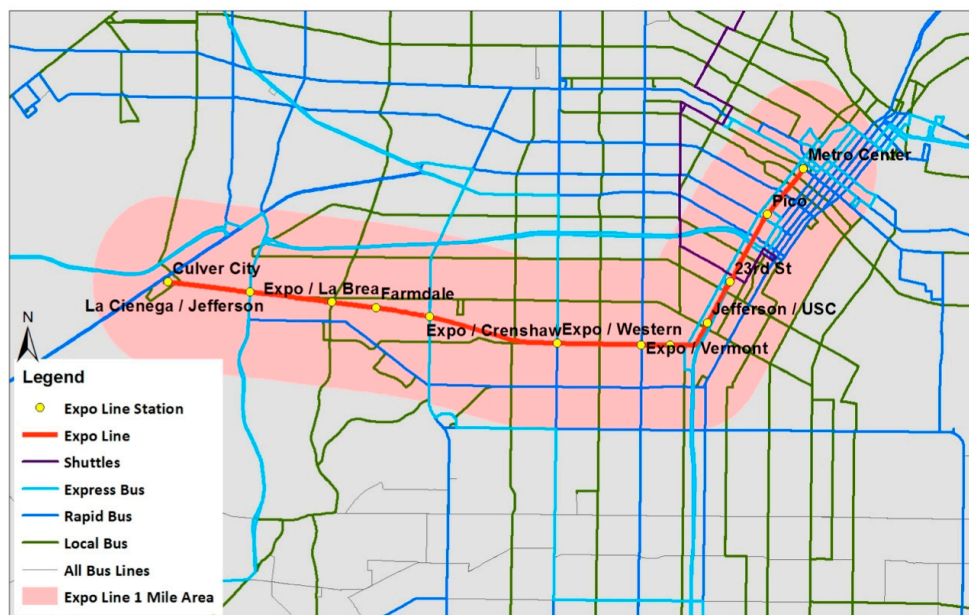 Metro Center
Pico
23rd St
Culver City
Expo / La Brea
Farmdale
La Cienega / Jefferson
Jefferson / USC
Expo / Crenshaw
Expo / Western
Expo / Vermont
N
Legend
Expo Line Station
Expo Line
Shuttles
Express Bus
Rapid Bus
Local Bus
All Bus Lines
Expo Line 1 Mile Area